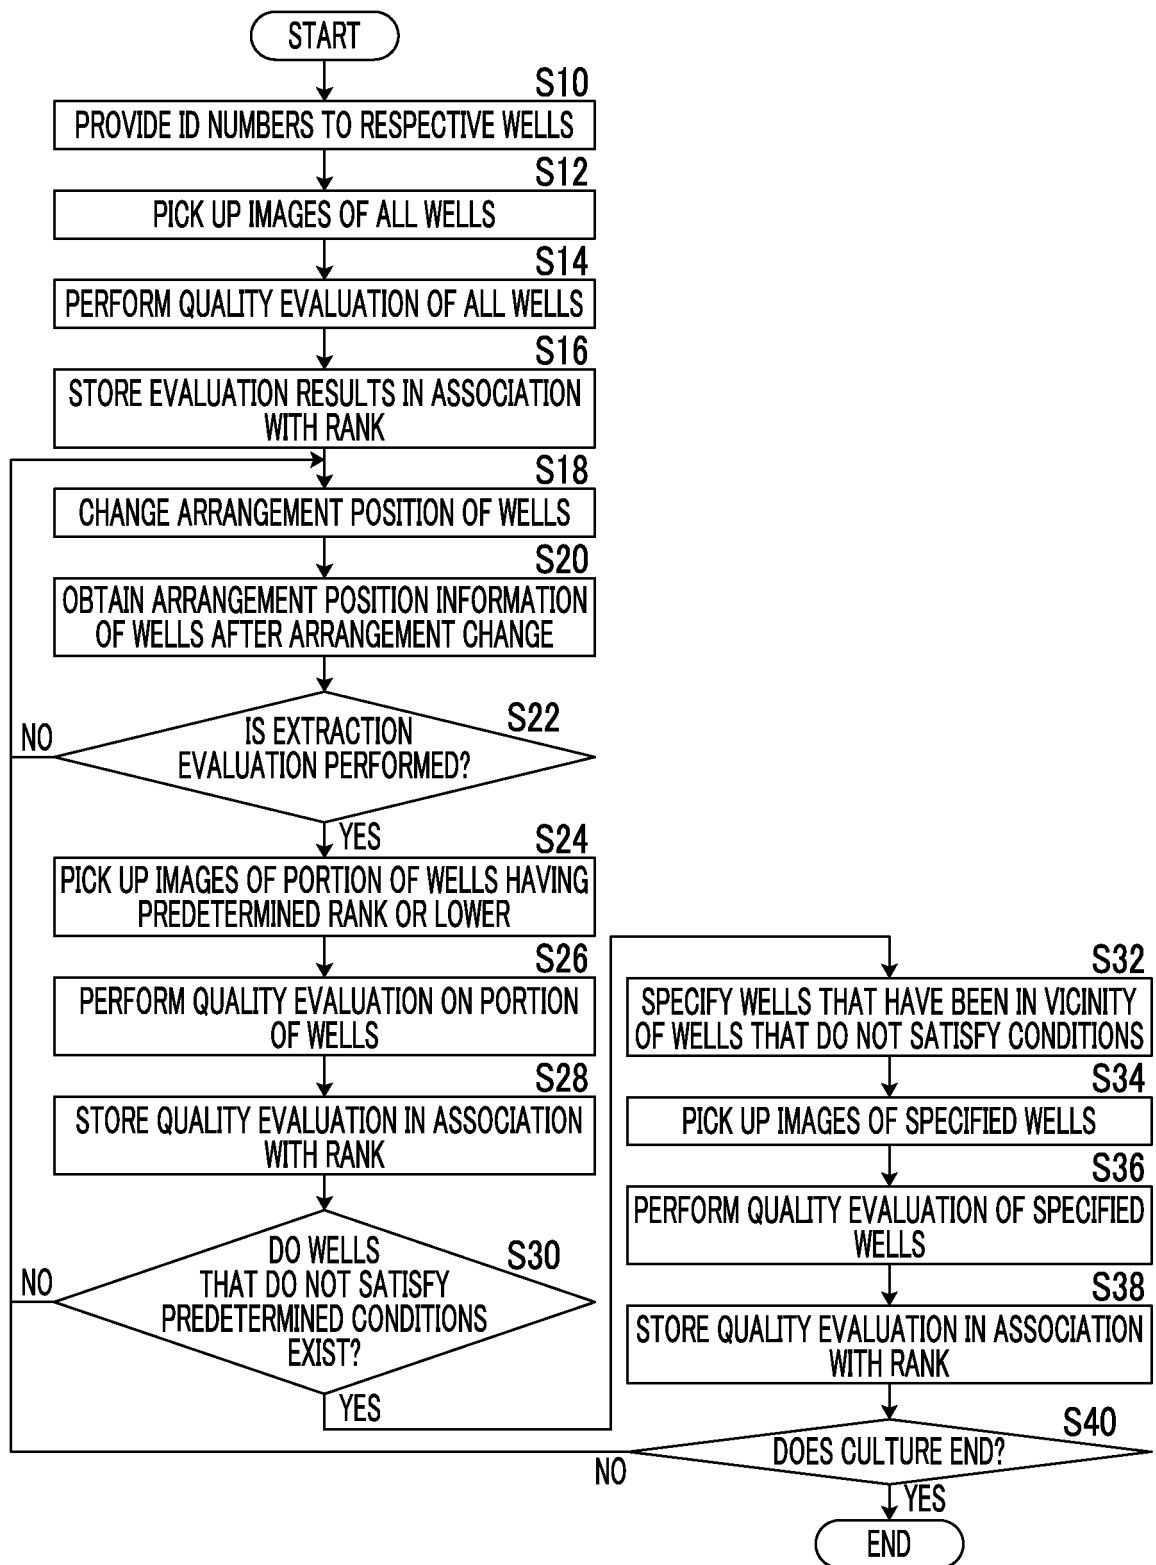 START
S10
PROVIDE ID NUMBERS TO RESPECTIVE WELLS
S12
PICK UP IMAGES OF ALL WELLS
S14
PERFORM QUALITY EVALUATION OF ALL WELLS
S16
STORE EVALUATION RESULTS IN ASSOCIATION
WITH RANK
S18
CHANGE ARRANGEMENT POSITION OF WELLS
S20
OBTAIN ARRANGEMENT POSITION INFORMATION
OF WELLS AFTER ARRANGEMENT CHANGE
S22
NO
IS EXTRACTION
EVALUATION PERFORMED?
YES
S24
PICK UP IMAGES OF PORTION OF WELLS HAVING
PREDETERMINED RANK OR LOWER
S26
PERFORM QUALITY EVALUATION ON PORTION
OF WELLS
S28
STORE QUALITY EVALUATION IN ASSOCIATION
WITH RANK
S30
NO
DO WELLS
THAT DO NOT SATISFY
PREDETERMINED CONDITIONS
EXIST?
YES
S32
SPECIFY WELLS THAT HAVE BEEN IN VICINITY
OF WELLS THAT DO NOT SATISFY CONDITIONS
S34
PICK UP IMAGES OF SPECIFIED WELLS
S36
PERFORM QUALITY EVALUATION OF SPECIFIED
WELLS
S38
STORE QUALITY EVALUATION IN ASSOCIATION
WITH RANK
S40
DOES CULTURE END?
NO
YES
END